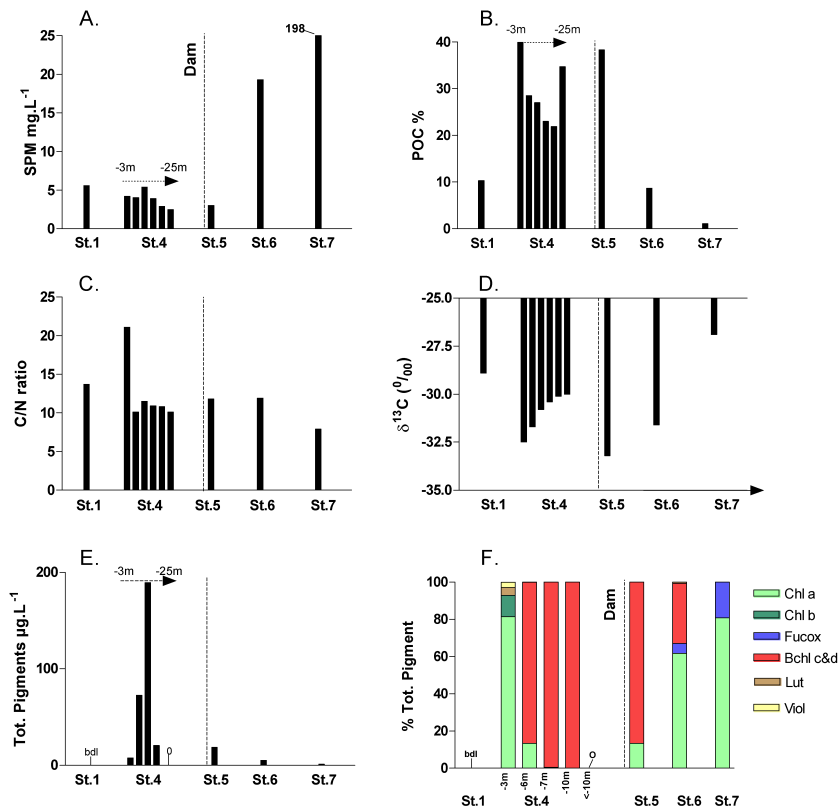 A.
SPM mg.L-1
25
20
15
10
5
0
-3m
-25m
Dam
198
St.1
St.4
St.5
St.6
St.7
B.
POC %
40
30
20
10
0
-3m
-25m
St.1
St.4
St.5
St.6
St.7
C.
C/N ratio
25
20
15
10
5
0
St.1
St.4
St.5
St.6
St.7
D.
δ13C (0/00)
-25.0
-27.5
-30.0
-32.5
-35.0
St.1
St.4
St.5
St.6
St.7
E.
Tot. Pigments µg.L-1
200
100
0
-3m
-25m
bdl
0
St.1
St.4
St.5
St.6
St.7
F.
% Tot. Pigment
100
80
60
40
20
0
Dam
bdl
O
-3m
-6m
-7m
-10m
<-10m
St.1
St.4
St.5
St.6
St.7
Chl a
Chl b
Fucox
Bchl c&d
Lut
Viol